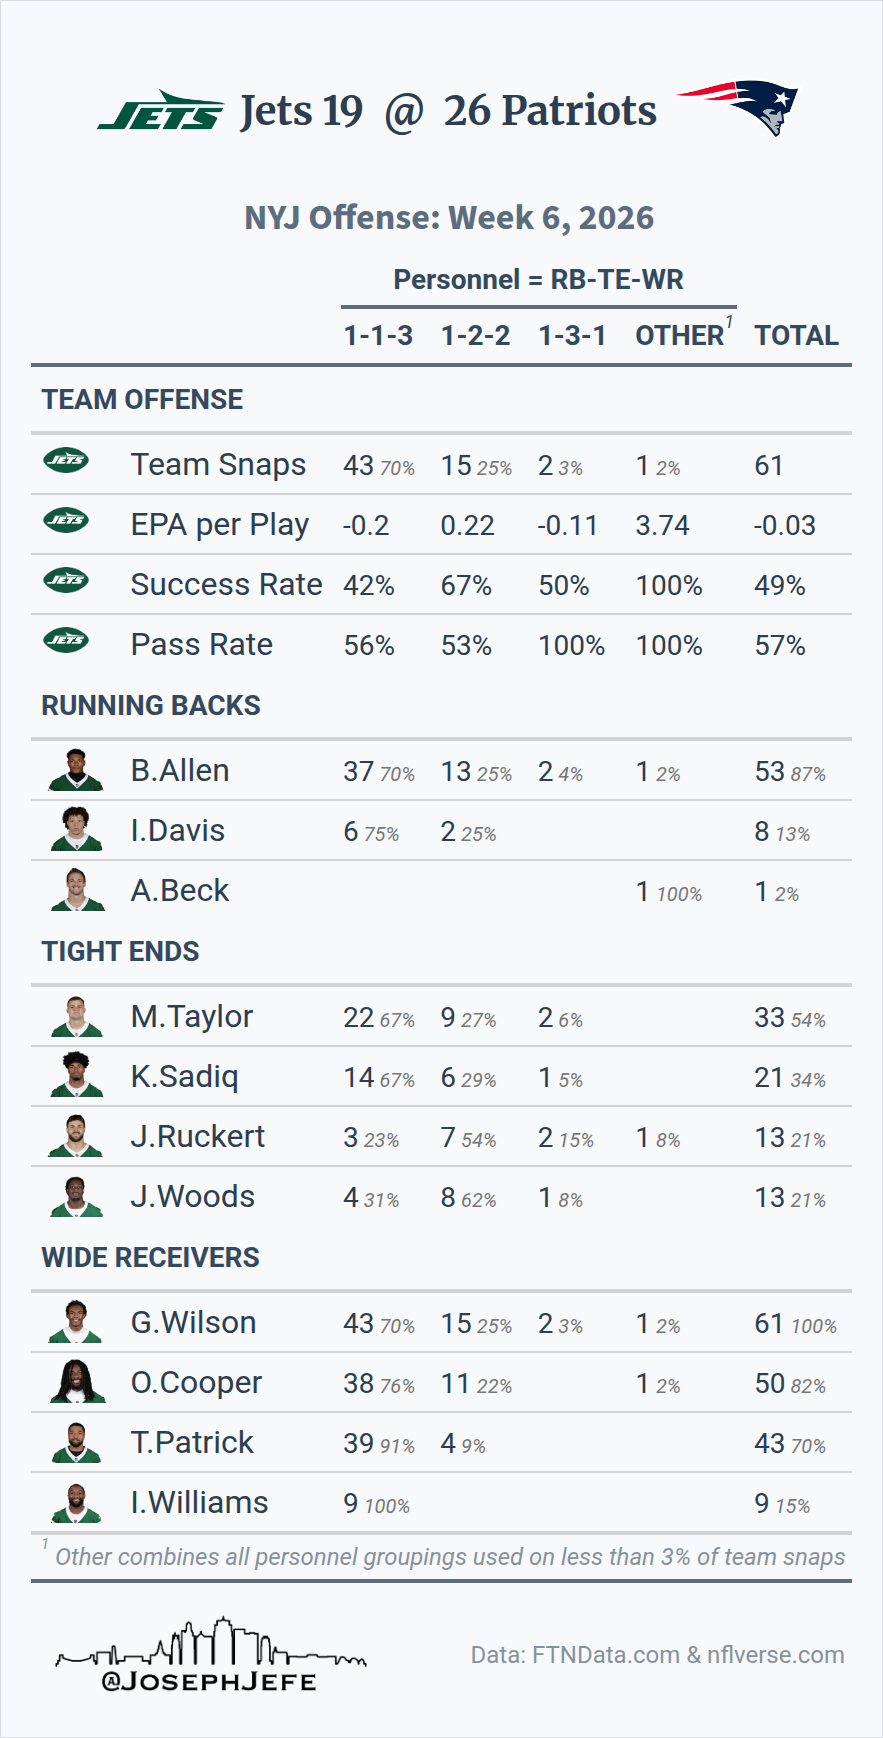 JETS Jets 19 @ 26 Patriots
NYJ Offense: Week 6, 2026
Personnel = RB-TE-WR
1-1-3 1-2-2 1-3-1 OTHER1 TOTAL
TEAM OFFENSE
JETS Team Snaps 43 70% 15 25% 2 3% 1 2% 61
JETS EPA per Play -0.2 0.22 -0.11 3.74 -0.03
JETS Success Rate 42% 67% 50% 100% 49%
JETS Pass Rate 56% 53% 100% 100% 57%
RUNNING BACKS
B.Allen 37 70% 13 25% 2 4% 1 2% 53 87%
I.Davis 6 75% 2 25% 8 13%
A.Beck 1 100% 1 2%
TIGHT ENDS
M.Taylor 22 67% 9 27% 2 6% 33 54%
K.Sadiq 14 67% 6 29% 1 5% 21 34%
J.Ruckert 3 23% 7 54% 2 15% 1 8% 13 21%
J.Woods 4 31% 8 62% 1 8% 13 21%
WIDE RECEIVERS
G.Wilson 43 70% 15 25% 2 3% 1 2% 61 100%
O.Cooper 38 76% 11 22% 1 2% 50 82%
T.Patrick 39 91% 4 9% 43 70%
I.Williams 9 100% 9 15%
1 Other combines all personnel groupings used on less than 3% of team snaps
@JosephJefe
Data: FTNData.com & nflverse.com